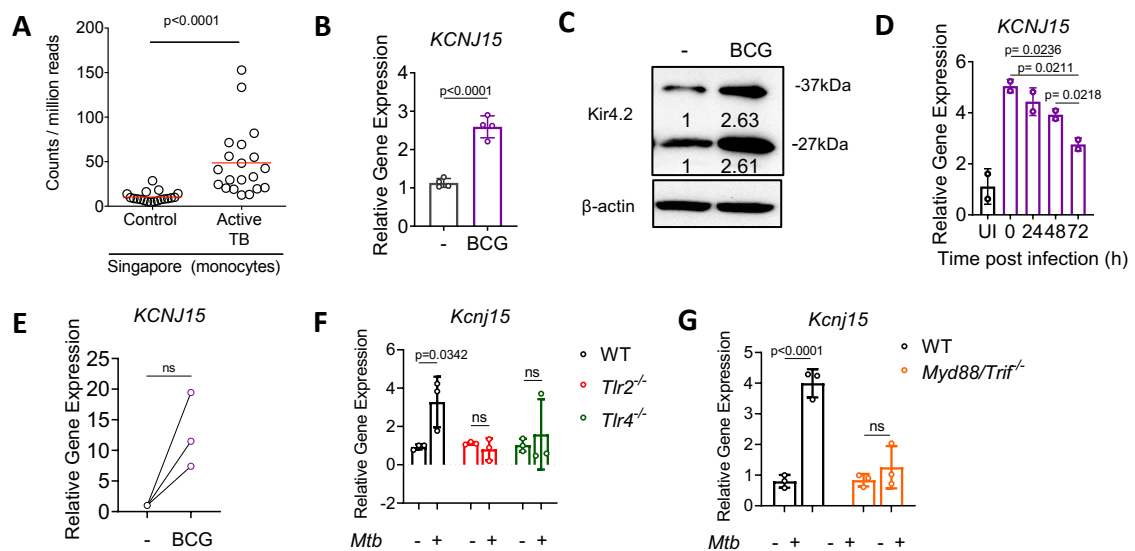 A
p<0.0001
Counts / million reads
200
150
100
50
0
Control
Active
TB
Singapore (monocytes)
B
KCNJ15
Relative Gene Expression
4
3
2
1
0
p<0.0001
- BCG
C
- BCG
Kir4.2
-37kDa
1 2.63
-27kDa
1 2.61
β-actin
D
KCNJ15
Relative Gene Expression
8
6
4
2
0
p= 0.0236
p= 0.0211
p= 0.0218
UI 0 24 48 72
Time post infection (h)
E
KCNJ15
Relative Gene Expression
25
20
15
10
5
0
ns
- BCG
F
Kcnj15
Relative Gene Expression
6
4
2
0
-2
p=0.0342
ns
ns
WT
Tlr2-/-
Tlr4-/-
Mtb - + - + - +
G
Kcnj15
Relative Gene Expression
5
4
3
2
1
0
p<0.0001
ns
WT
Myd88/Trif-/-
Mtb - + - +